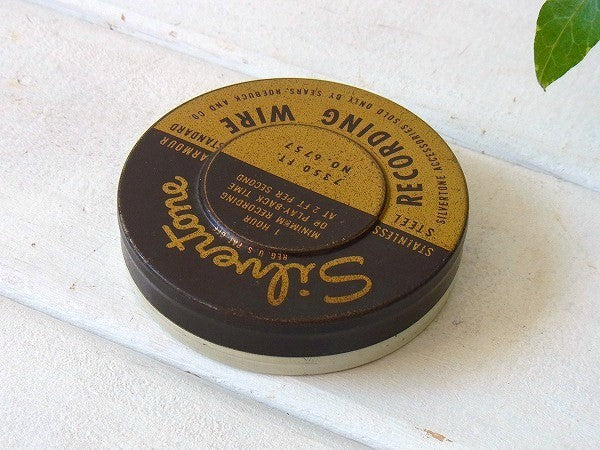 Silvertone
REG. U.S. PAT. OFF.
1 HOUR
MINIMUM RECORDING
OR PLAY-BACK TIME
AT 2 FT PER SECOND
7350 FT.
NO. 6757
STAINLESS
STEEL
RECORDING WIRE
ARMOUR
STANDARD
SILVERTONE ACCESSORIES SOLD ONLY BY SEARS, ROEBUCK AND CO.